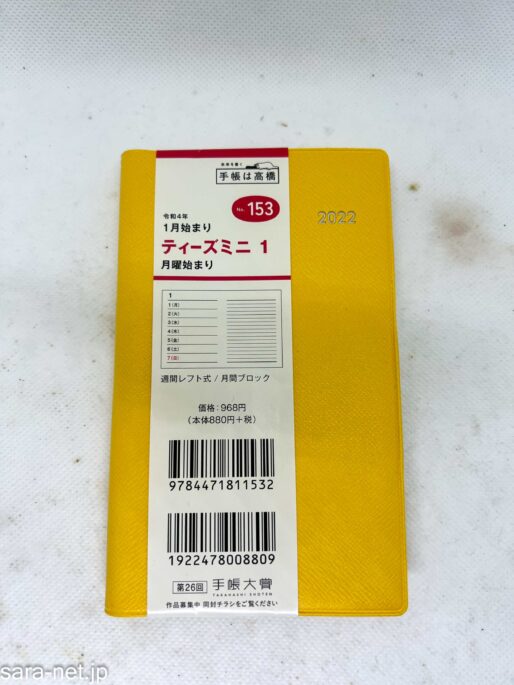 未来を書く
手帳は高橋
No. 153
令和4年
1月始まり
ティーズミニ 1
月曜始まり
2022
1
1(月)
2(火)
3(水)
4(木)
5(金)
6(土)
7(日)
週間レフト式 / 月間ブロック
価格:968円
(本体880円+税)
9784471811532
1922478008809
第26回 手帳大賞
TAKAHASHI SHOTEN
作品募集中 同封チラシをご覧ください
sara-net.jp